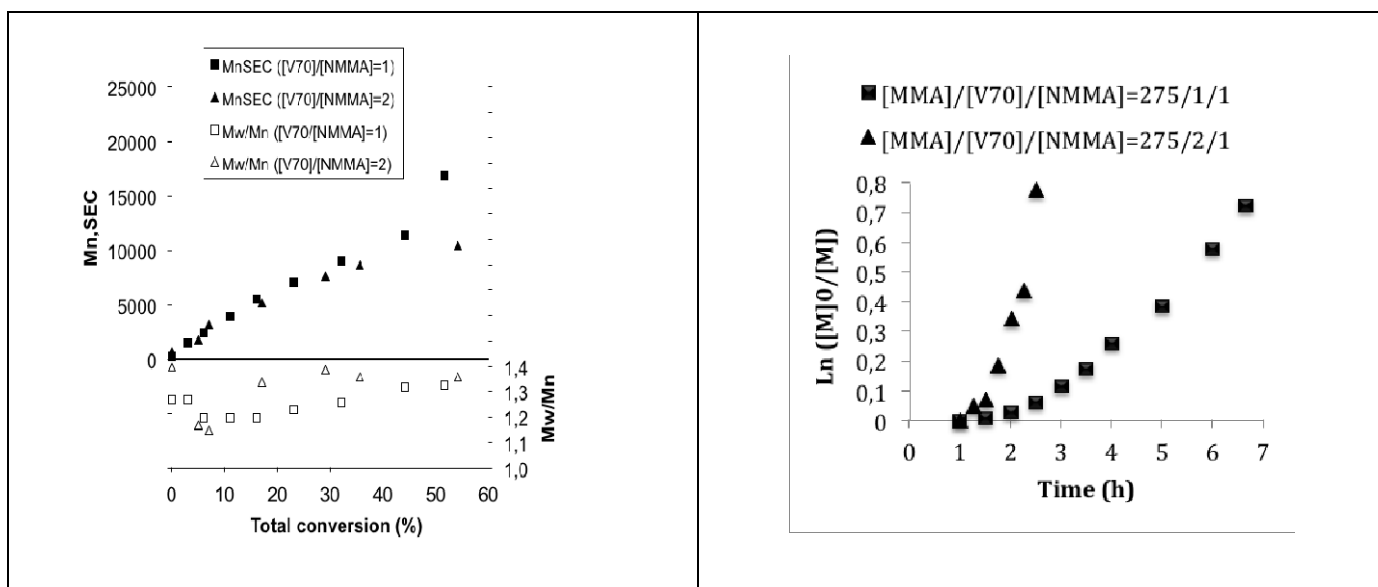 ■ MnSEC ([V70]/[NMMA]=1)
▲ MnSEC ([V70]/[NMMA]=2)
□ Mw/Mn ([V70/[NMMA]=1)
△ Mw/Mn ([V70]/[NMMA]=2)
25000
20000
15000
10000
5000
0
Mn,SEC
1,4
1,3
1,2
1,1
1,0
Mw/Mn
0 10 20 30 40 50 60
Total conversion (%)
■ [MMA]/[V70]/[NMMA]=275/1/1
▲ [MMA]/[V70]/[NMMA]=275/2/1
0,8
0,7
0,6
0,5
0,4
0,3
0,2
0,1
0
Ln ([M]0/[M])
0 1 2 3 4 5 6 7
Time (h)